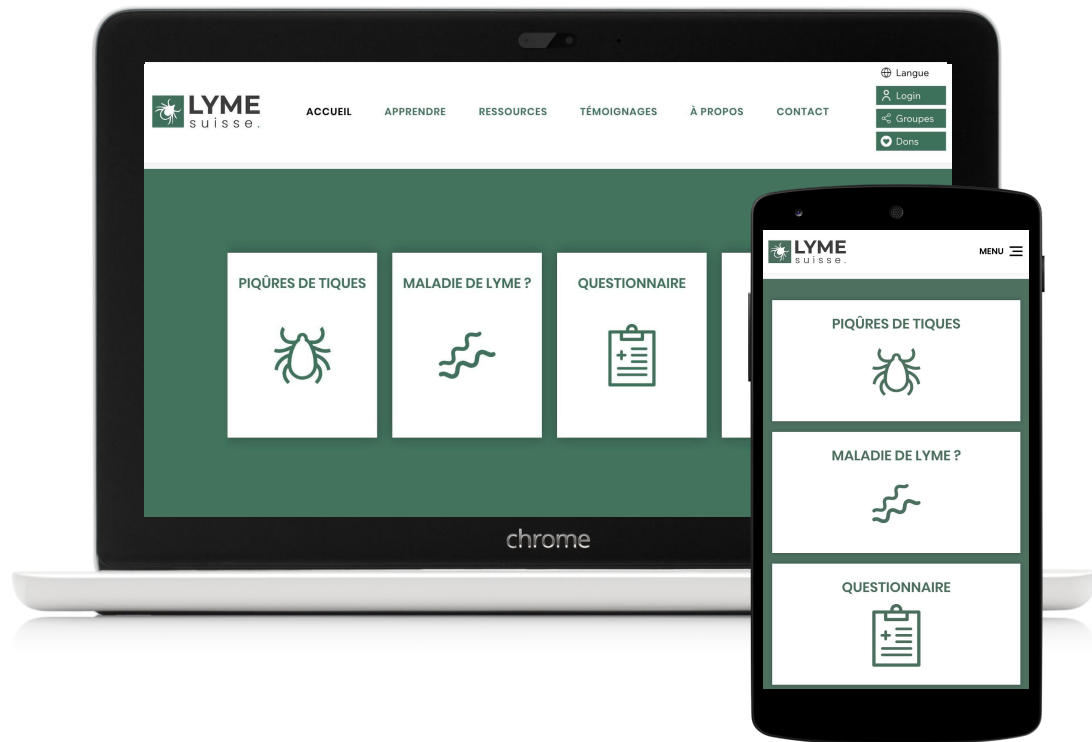 LYME
suisse.
ACCUEIL
APPRENDRE
RESSOURCES
TÉMOIGNAGES
À PROPOS
CONTACT
Langue
Login
Groupes
Dons
PIQÛRES DE TIQUES
MALADIE DE LYME ?
QUESTIONNAIRE
chrome
LYME
suisse.
MENU
PIQÛRES DE TIQUES
MALADIE DE LYME ?
QUESTIONNAIRE